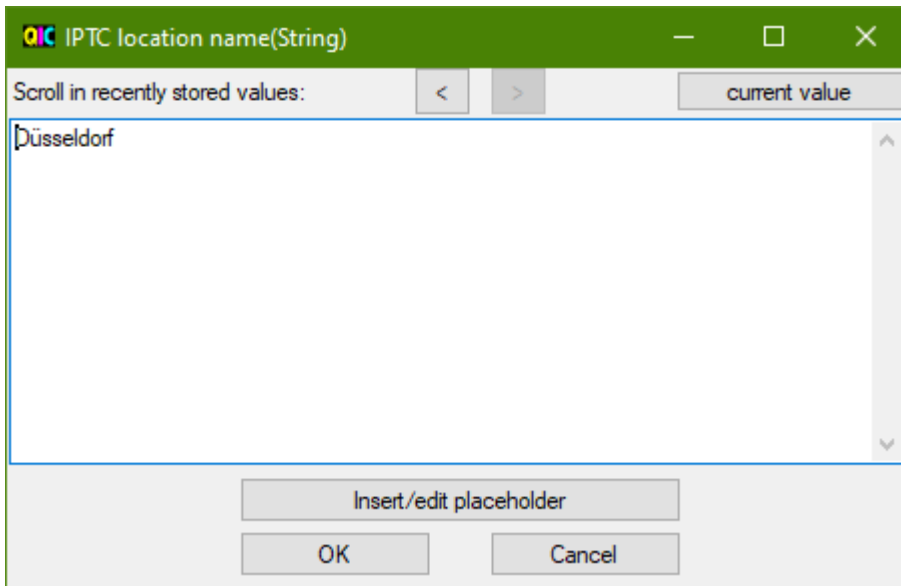 QIC IPTC location name(String)
Scroll in recently stored values: < > current value
Düsseldorf
Insert/edit placeholder
OK Cancel